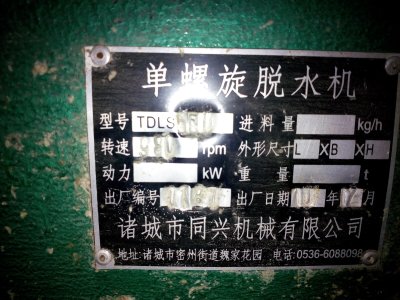 单螺旋脱水机
型号 TDLS 进料量 kg/h
转速 rpm 外形尺寸 L X B X H
动力 kW 重量 t
出厂编号 出厂日期 年 月
诸城市同兴机械有限公司
地址:诸城市密州街道魏家花园 电话:0536-6088098